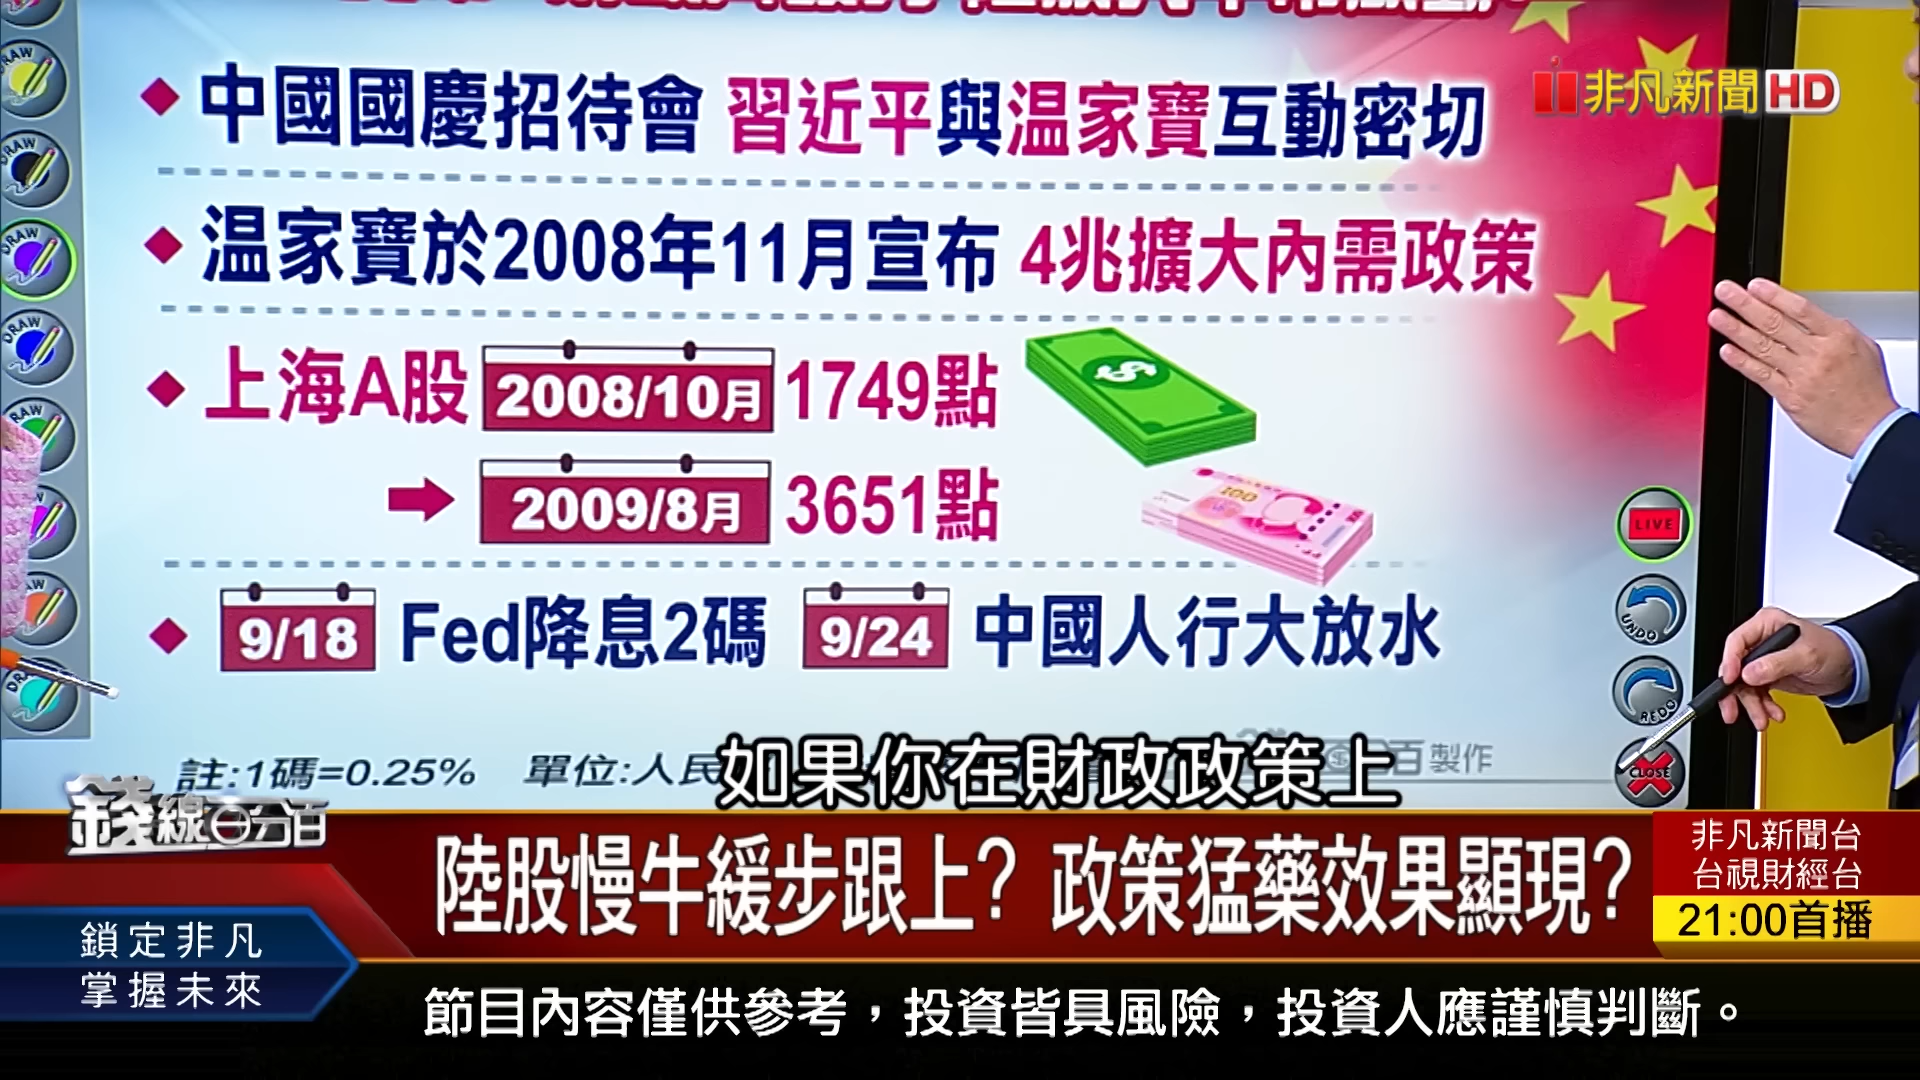 中國國慶招待會 習近平與温家寶互動密切
非凡新聞HD
温家寶於2008年11月宣布 4兆擴大內需政策
上海A股 2008/10月 1749點
2009/8月 3651點
9/18 Fed降息2碼 9/24 中國人行大放水
DRAW
DRAW
DRAW
DRAW
DRAW
100
LIVE
UNDO
REDO
CLOSE
註:1碼=0.25% 單位:人民
百製作
如果你在財政政策上
錢線百分百
陸股慢牛緩步跟上? 政策猛藥效果顯現?
非凡新聞台
台視財經台
21:00首播
鎖定非凡
掌握未來
節目內容僅供參考，投資皆具風險，投資人應謹慎判斷。